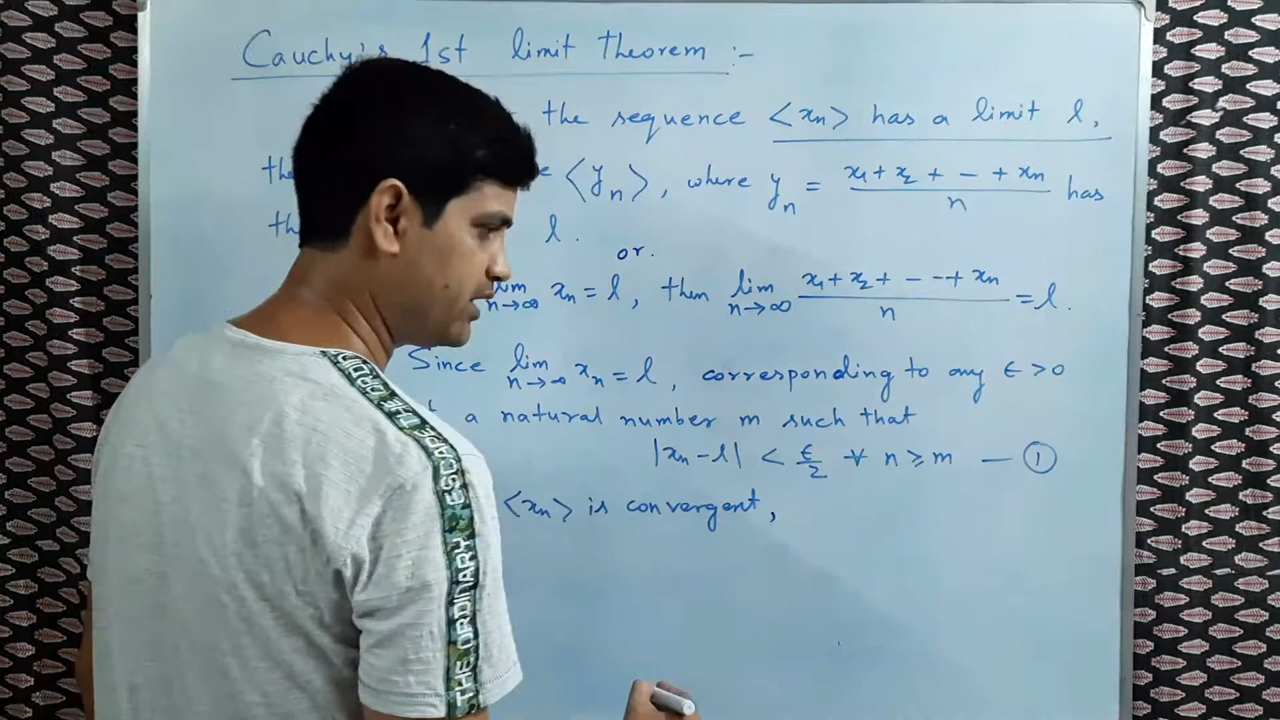 Cauchy's 1st limit Theorem :-
the sequence <xn> has a limit l,
<yn>, where yn = x1 + x2 + - - + xn / n has
l.
or.
lim n→∞ xn = l, then lim n→∞ x1 + x2 + - - + xn / n = l.
Since lim n→∞ xn = l, corresponding to any ϵ > 0
a natural number m such that
|xn - l| < ϵ/2 ∀ n ≥ m — ①
<xn> is convergent,
THE ORDINARY ESCAPE THE ORDIN